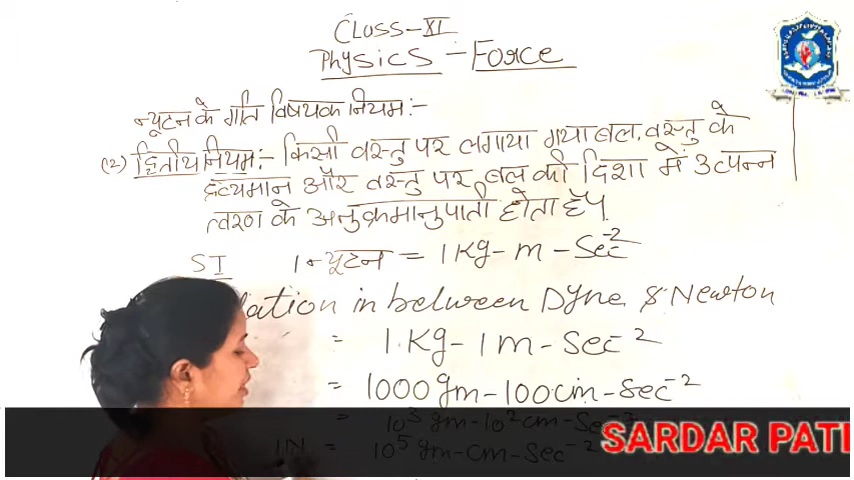 CLASS-XI
Physics - Force
न्यूटन के गति विषयक नियम:-
(2) द्वितीय नियम:- किसी वस्तु पर लगाया गया बल, वस्तु के
द्रव्यमान और वस्तु पर बल की दिशा में उत्पन्न
त्वरण के अनुक्रमानुपाती होता है।
SI 1 न्यूटन = 1 Kg - m - Sec⁻²
lation in between Dyne & Newton
= 1 Kg - 1 m - Sec⁻²
= 1000 gm - 100 cm - Sec⁻²
= 10³ gm - 10² cm - Sec⁻²
1N = 10⁵ gm - cm - Sec⁻²
SARDAR PATE